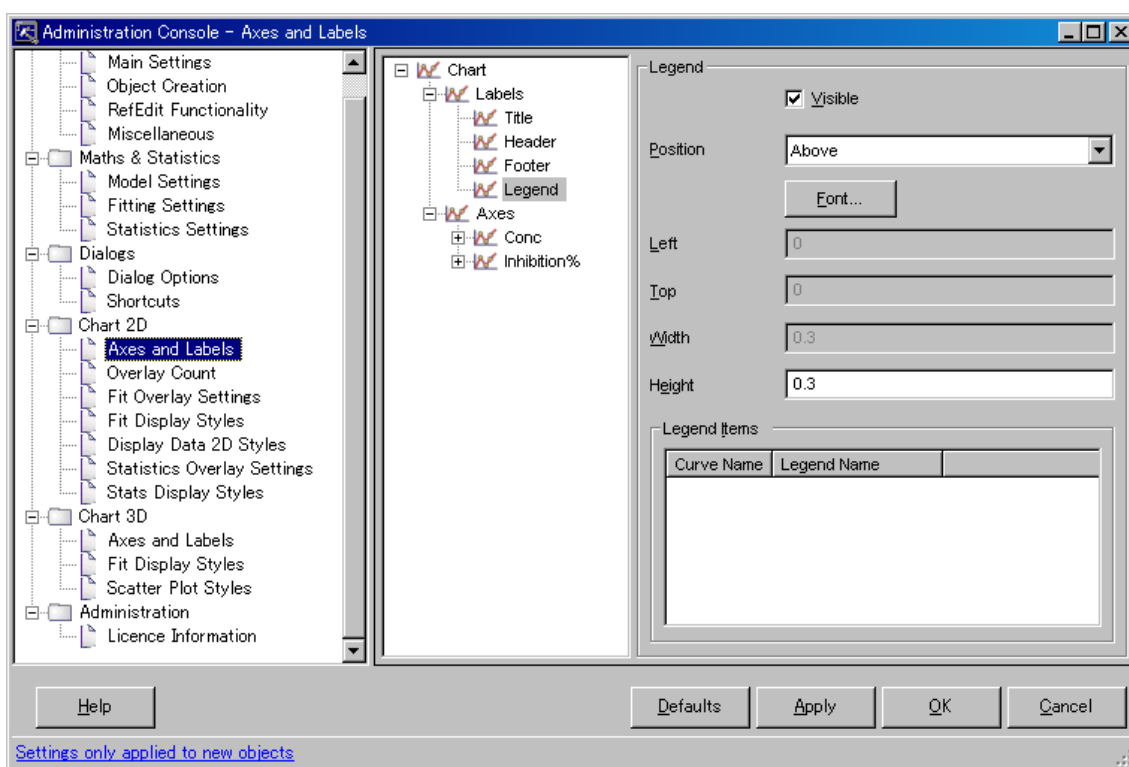 Administration Console - Axes and Labels
Main Settings
Object Creation
RefEdit Functionality
Miscellaneous
Maths & Statistics
Model Settings
Fitting Settings
Statistics Settings
Dialogs
Dialog Options
Shortcuts
Chart 2D
Axes and Labels
Overlay Count
Fit Overlay Settings
Fit Display Styles
Display Data 2D Styles
Statistics Overlay Settings
Stats Display Styles
Chart 3D
Axes and Labels
Fit Display Styles
Scatter Plot Styles
Administration
Licence Information
Chart
Labels
Title
Header
Footer
Legend
Axes
Conc
Inhibition%
Legend
Visible
Position Above
Font...
Left 0
Top 0
Width 0.3
Height 0.3
Legend Items
Curve Name Legend Name
Help Defaults Apply OK Cancel
Settings only applied to new objects